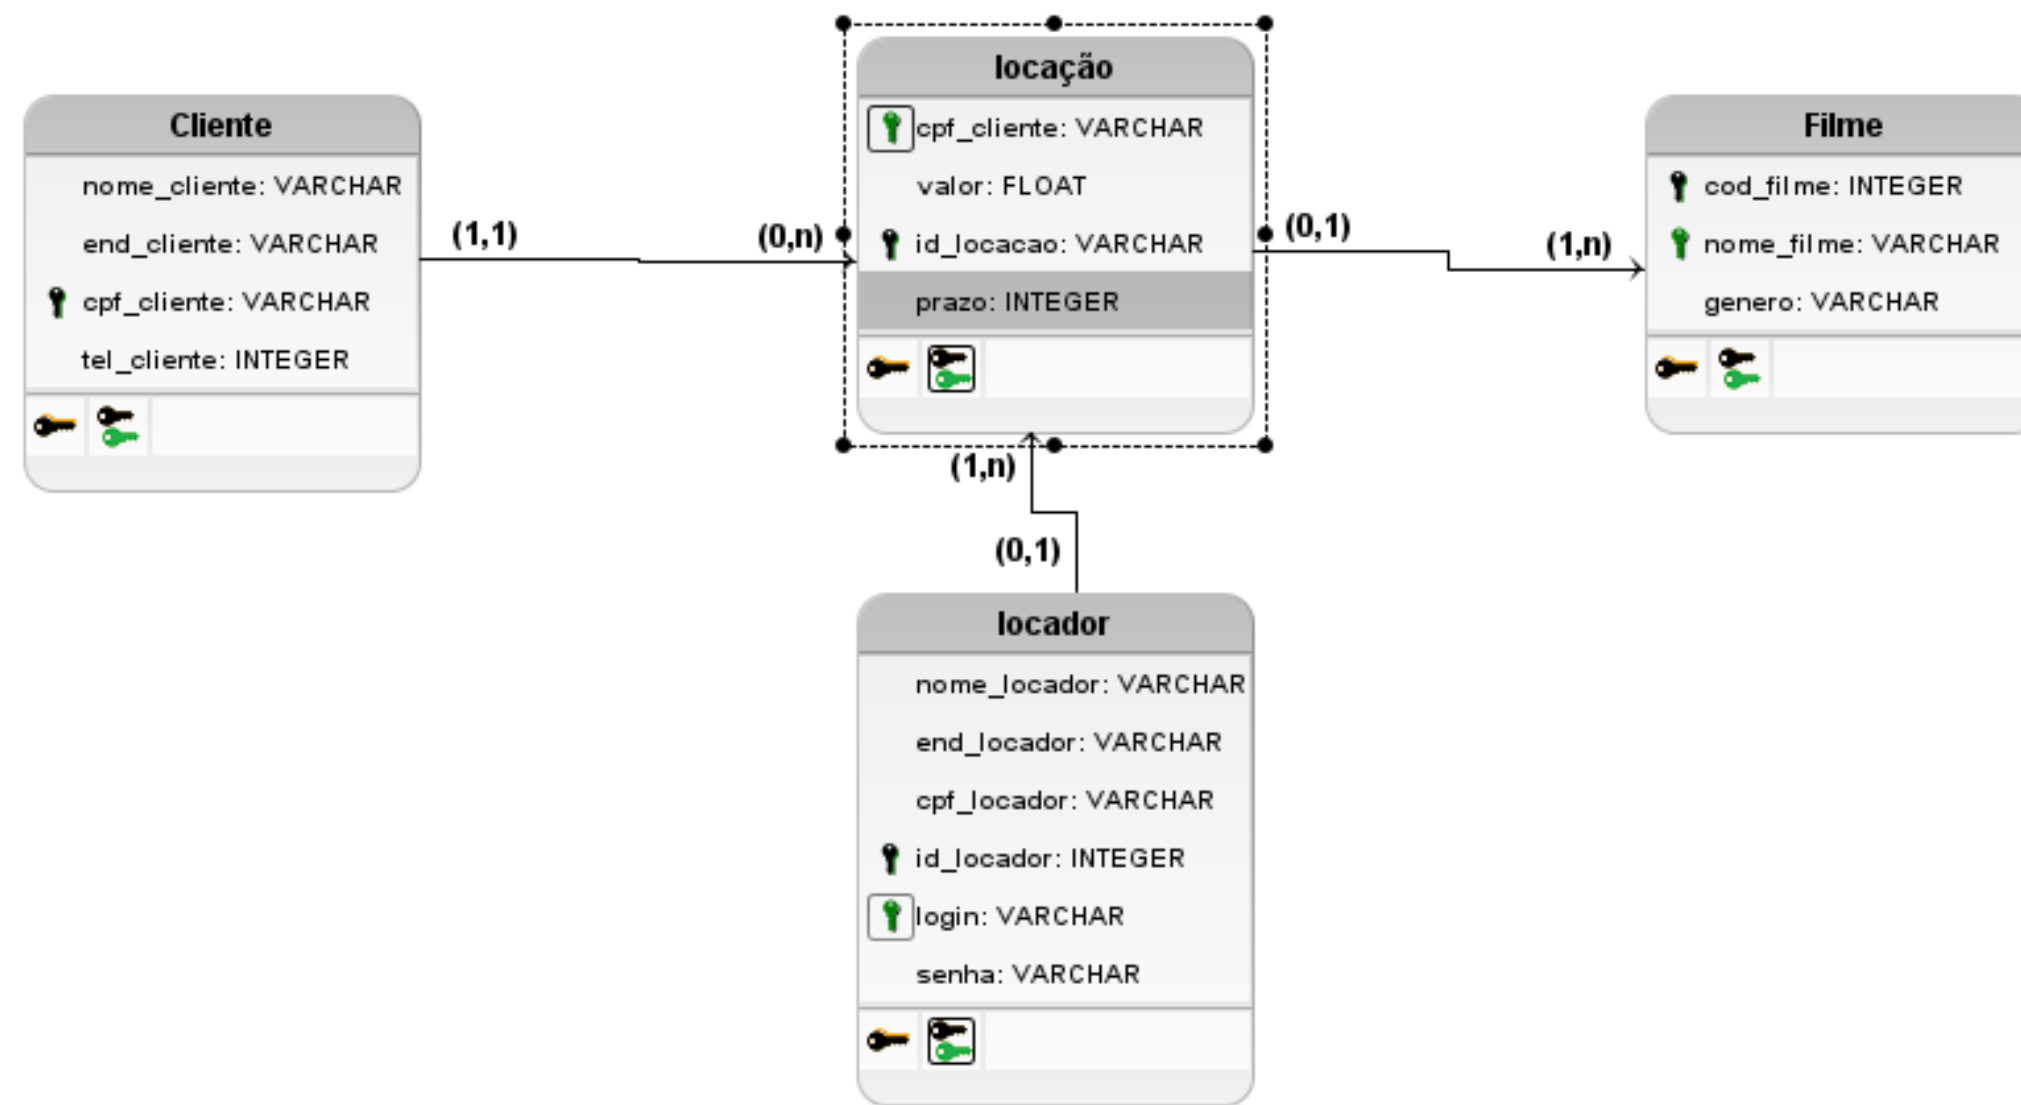 Cliente
nome_cliente: VARCHAR
end_cliente: VARCHAR
cpf_cliente: VARCHAR
tel_cliente: INTEGER
(1,1)
(0,n)
locação
cpf_cliente: VARCHAR
valor: FLOAT
id_locacao: VARCHAR
prazo: INTEGER
(0,1)
(1,n)
Filme
cod_filme: INTEGER
nome_filme: VARCHAR
genero: VARCHAR
(1,n)
(0,1)
locador
nome_locador: VARCHAR
end_locador: VARCHAR
cpf_locador: VARCHAR
id_locador: INTEGER
login: VARCHAR
senha: VARCHAR